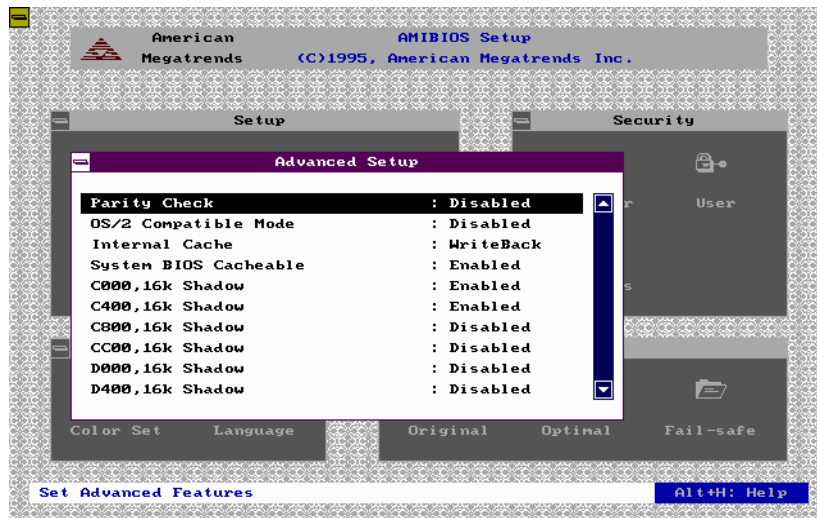 American AMIBIOS Setup
Megatrends (C)1995, American Megatrends Inc.
Setup
Security
Advanced Setup
Parity Check : Disabled
OS/2 Compatible Mode : Disabled
Internal Cache : WriteBack
System BIOS Cacheable : Enabled
C000,16k Shadow : Enabled
C400,16k Shadow : Enabled
C800,16k Shadow : Disabled
CC00,16k Shadow : Disabled
D000,16k Shadow : Disabled
D400,16k Shadow : Disabled
User
Color Set Language
Original Optimal Fail-safe
Set Advanced Features Alt+H: Help